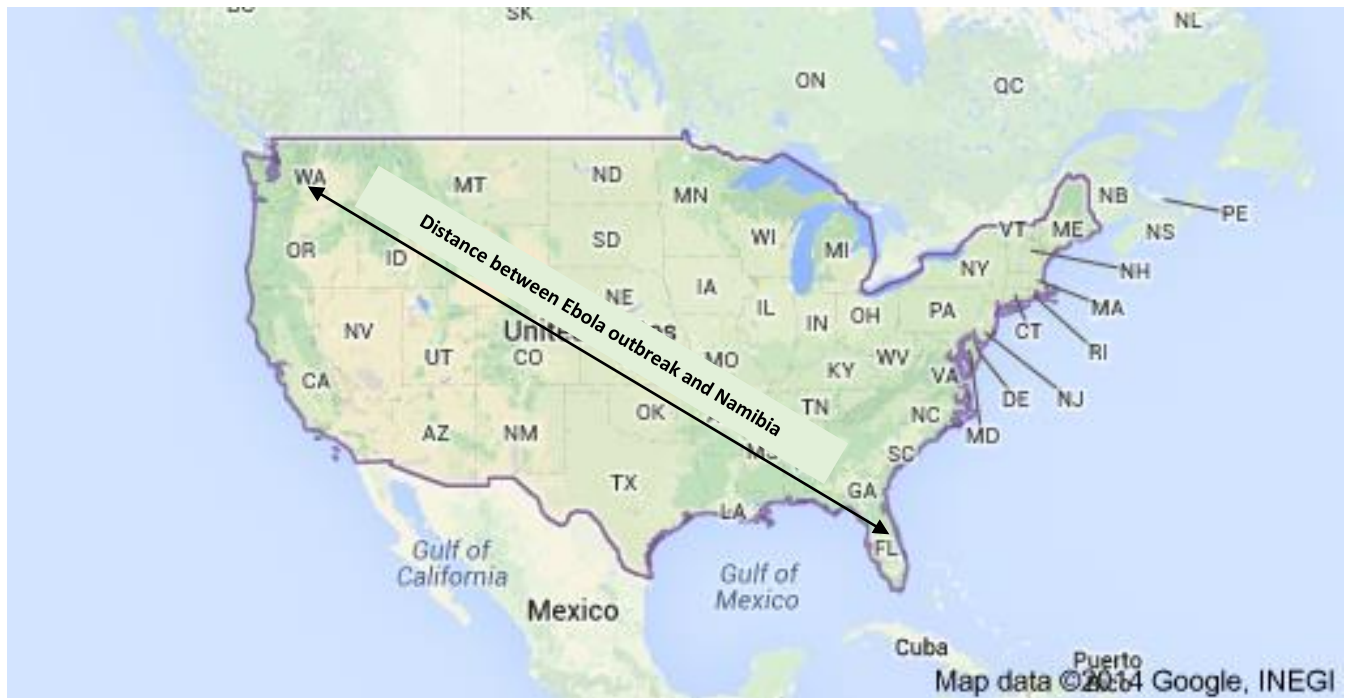 SK
NL
ON
QC
WA
MT
ND
MN
NB
PE
OR
ID
SD
WI
MI
VT
ME
NS
NY
NH
Distance between Ebola outbreak and Namibia
NE
IA
IL
IN
OH
PA
MA
CT
RI
NV
UT
CO
MO
KY
WV
VA
DE
NJ
CA
AZ
NM
OK
TN
NC
MD
SC
TX
LA
GA
FL
Gulf of
California
Gulf of
Mexico
Mexico
Cuba
Puerto
Map data ©2014 Google, INEGI